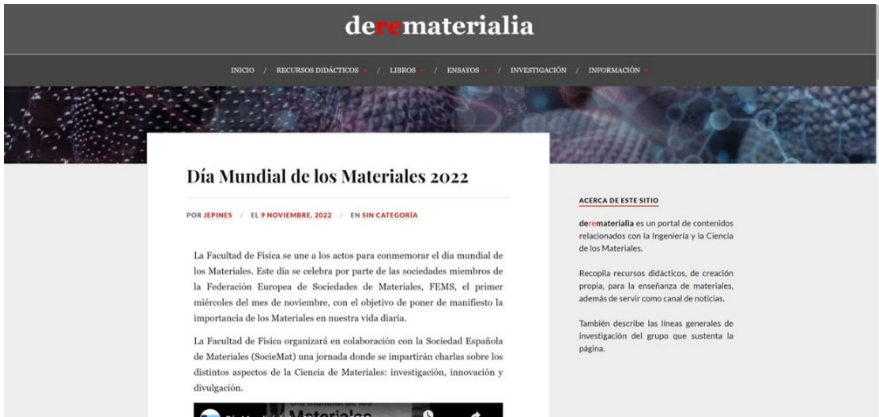 derematerialia
INICIO / RECURSOS DIDÁCTICOS / LIBROS / ENSAYOS / INVESTIGACIÓN / INFORMACIÓN
Día Mundial de los Materiales 2022
POR JEPINES / EL 9 NOVIEMBRE, 2022 / EN SIN CATEGORÍA
La Facultad de Física se une a los actos para conmemorar el día mundial de
los Materiales. Este día se celebra por parte de las sociedades miembros de
la Federación Europea de Sociedades de Materiales, FEMS, el primer
miércoles del mes de noviembre, con el objetivo de poner de manifiesto la
importancia de los Materiales en nuestra vida diaria.
La Facultad de Física organizará en colaboración con la Sociedad Española
de Materiales (SocieMat) una jornada donde se impartirán charlas sobre los
distintos aspectos de la Ciencia de Materiales: investigación, innovación y
divulgación.
ACERCA DE ESTE SITIO
derematerialia es un portal de contenidos
relacionados con la Ingeniería y la Ciencia
de los Materiales.
Recopila recursos didácticos, de creación
propia, para la enseñanza de materiales,
además de servir como canal de noticias.
También describe las líneas generales de
investigación del grupo que sustenta la
página.